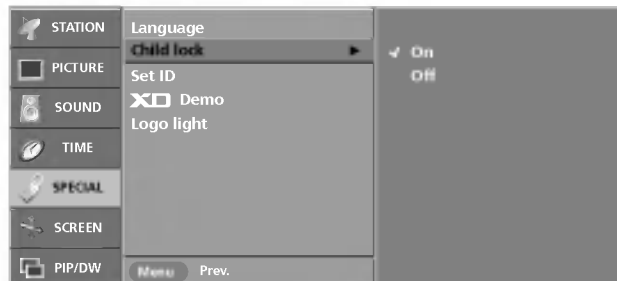 STATION
PICTURE
SOUND
TIME
SPECIAL
SCREEN
PIP/DW
Language
Child lock
Set ID
XD Demo
Logo light
Menu Prev.
On
Off